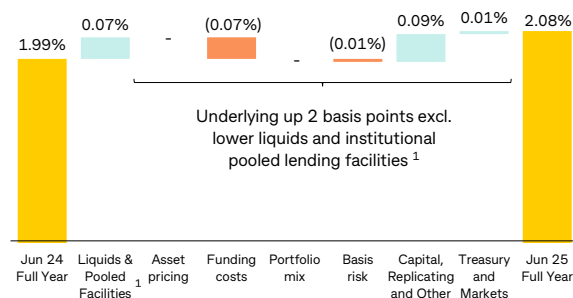 1.99%
0.07%
-
(0.07%)
-
(0.01%)
0.09%
0.01%
2.08%
Underlying up 2 basis points excl.
lower liquids and institutional
pooled lending facilities 1
Jun 24
Full Year
Liquids &
Pooled
Facilities 1
Asset
pricing
Funding
costs
Portfolio
mix
Basis
risk
Capital,
Replicating
and Other
Treasury
and
Markets
Jun 25
Full Year